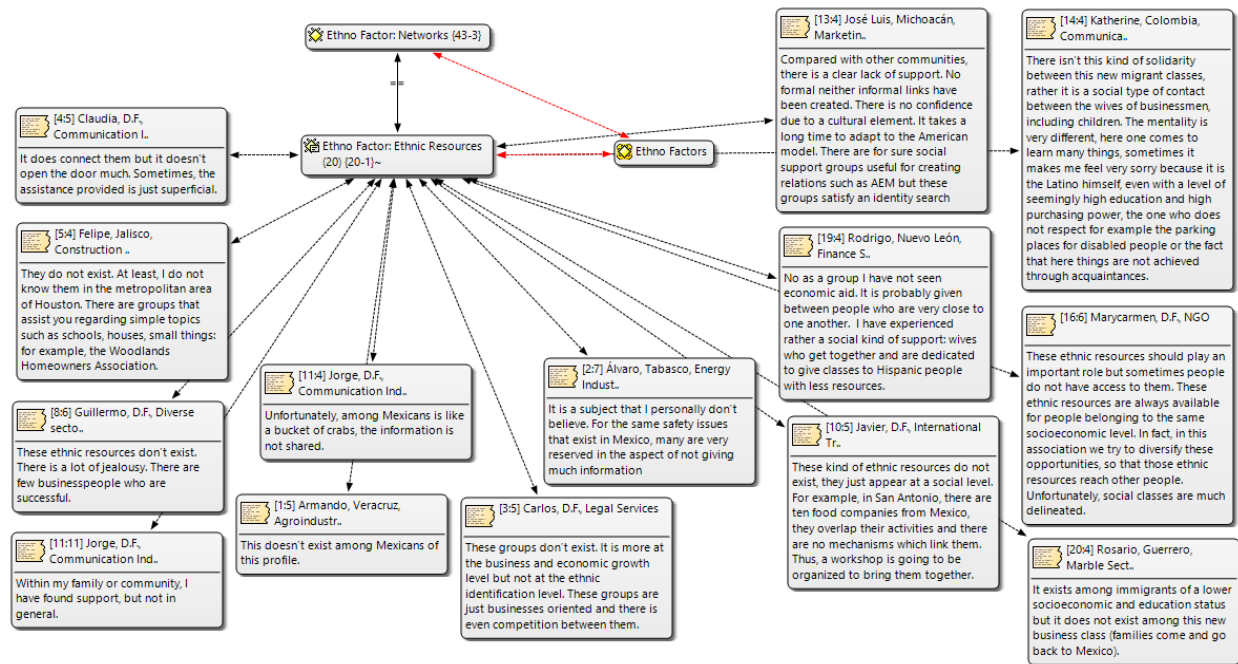 Ethno Factor: Networks {43-3}
Ethno Factor: Ethnic Resources
(20) {20-1}~
Ethno Factors
[4:5] Claudia, D.F.,
Communication I..
It does connect them but it doesn't
open the door much. Sometimes, the
assistance provided is just superficial.
[5:4] Felipe, Jalisco,
Construction ..
They do not exist. At least, I do not
know them in the metropolitan area
of Houston. There are groups that
assist you regarding simple topics
such as schools, houses, small things:
for example, the Woodlands
Homeowners Association.
[8:6] Guillermo, D.F., Diverse
secto..
These ethnic resources don't exist.
There is a lot of jealousy. There are
few businesspeople who are
successful.
[11:11] Jorge, D.F.,
Communication Ind..
Within my family or community, I
have found support, but not in
general.
[11:4] Jorge, D.F.,
Communication Ind..
Unfortunately, among Mexicans is like
a bucket of crabs, the information is
not shared.
[1:5] Armando, Veracruz,
Agroindustr..
This doesn't exist among Mexicans of
this profile.
[3:5] Carlos, D.F., Legal Services
These groups don't exist. It is more at
the business and economic growth
level but not at the ethnic
identification level. These groups are
just businesses oriented and there is
even competition between them.
[2:7] Álvaro, Tabasco, Energy
Indust..
It is a subject that I personally don't
believe. For the same safety issues
that exist in Mexico, many are very
reserved in the aspect of not giving
much information
[13:4] José Luis, Michoacán,
Marketin..
Compared with other communities,
there is a clear lack of support. No
formal neither informal links have
been created. There is no confidence
due to a cultural element. It takes a
long time to adapt to the American
model. There are for sure social
support groups useful for creating
relations such as AEM but these
groups satisfy an identity search
[19:4] Rodrigo, Nuevo León,
Finance S..
No as a group I have not seen
economic aid. It is probably given
between people who are very close to
one another.  I have experienced
rather a social kind of support: wives
who get together and are dedicated
to give classes to Hispanic people
with less resources.
[10:5] Javier, D.F., International
Tr..
These kind of ethnic resources do not
exist, they just appear at a social level.
For example, in San Antonio, there are
ten food companies from Mexico,
they overlap their activities and there
are no mechanisms which link them.
Thus, a workshop is going to be
organized to bring them together.
[14:4] Katherine, Colombia,
Communica..
There isn't this kind of solidarity
between this new migrant classes,
rather it is a social type of contact
between the wives of businessmen,
including children. The mentality is
very different, here one comes to
learn many things, sometimes it
makes me feel very sorry because it is
the Latino himself, even with a level of
seemingly high education and high
purchasing power, the one who does
not respect for example the parking
places for disabled people or the fact
that here things are not achieved
through acquaintances.
[16:6] Marycarmen, D.F., NGO
These ethnic resources should play an
important role but sometimes people
do not have access to them. These
ethnic resources are always available
for people belonging to the same
socioeconomic level. In fact, in this
association we try to diversify these
opportunities, so that those ethnic
resources reach other people.
Unfortunately, social classes are much
delineated.
[20:4] Rosario, Guerrero,
Marble Sect..
It exists among immigrants of a lower
socioeconomic and education status
but it does not exist among this new
business class (families come and go
back to Mexico).